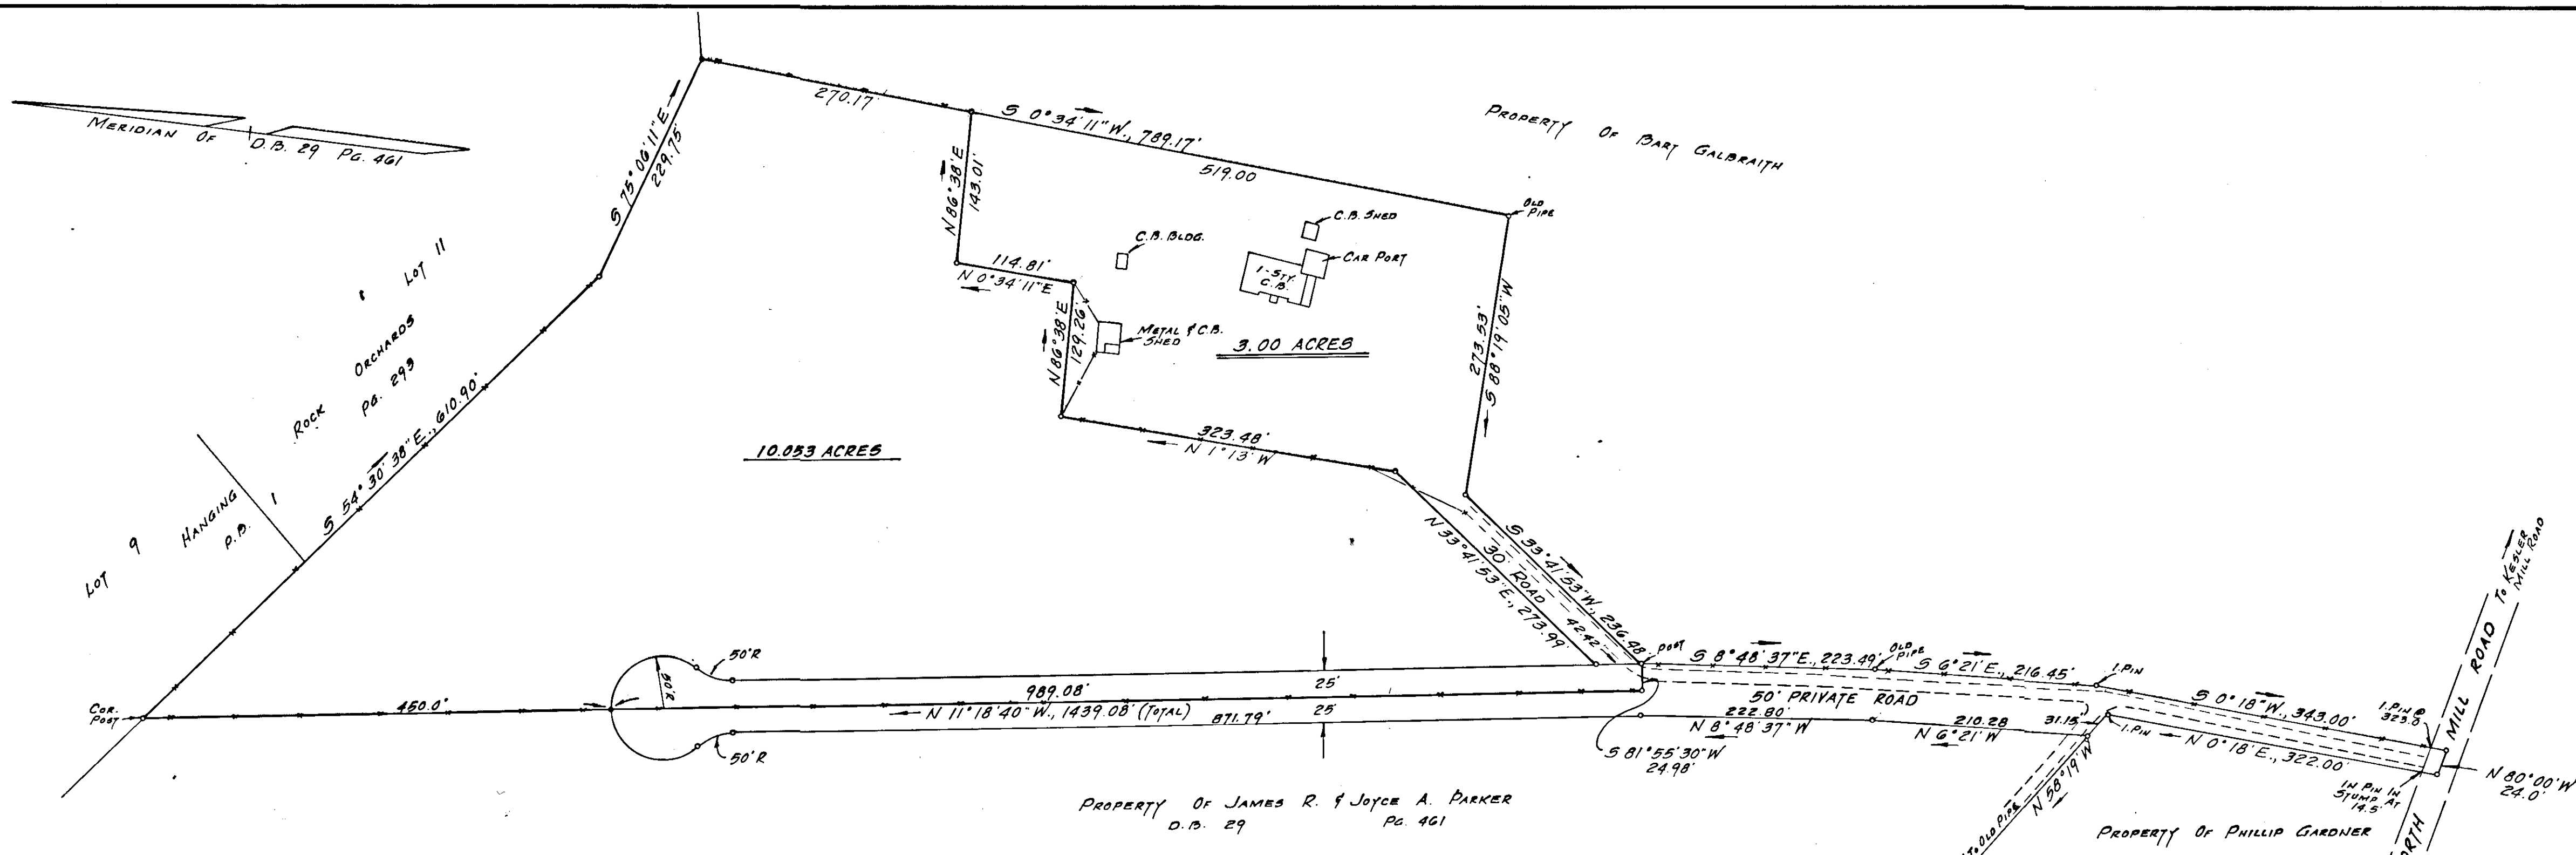 MERIDIAN OF D.B. 29 PG. 461
S 75° 06' 11" E
229.75'
270.17'
S 0°34'11" W., 789.17'
519.00
PROPERTY OF BART GALBRAITH
OLD PIPE
N 86°38' E
143.01'
C.B. SHED
C.B. BLDG.
CAR PORT
1-STY. C.B.
114.81'
N 0°34'11" E
N 86°38' E
129.26'
METAL & C.B. SHED
3.00 ACRES
273.53'
S 88°19'05" W
LOT 9
HANGING ROCK ORCHARDS LOT 11
P.B. 1 PG. 293
S 54°30'38" E., 610.90'
10.053 ACRES
323.48'
N 1°13' W
S 33°41'53" W., 236.48
30' ROAD
42.42'
N 33°41'53" E., 273.99'
POST
S 8°48'37" E., 223.49'
OLD PIPE
S 6°21' E., 216.45'
I.PIN
S 0°18" W., 343.00'
I.PIN @ 323.8
MILL ROAD
TO KESLER MILL ROAD
50'R
50'R
COR. POST
450.0'
989.08'
25'
N 11°18'40" W., 1439.08' (TOTAL)
871.79'
25'
50'R
50' PRIVATE ROAD
222.80'
N 8°48'37" W
210.28
N 6°21' W
31.15'
I.PIN
N 0°18' E., 322.00'
S 81°55'30" W
24.98'
N 58°19' W
TO OLD PIPE
IN PIN IN STUMP AT 14.5'
N 80°00' W
24.0'
PROPERTY OF JAMES R. & JOYCE A. PARKER
D.B. 29 PG. 461
PROPERTY OF PHILLIP GARDNER
ORTH